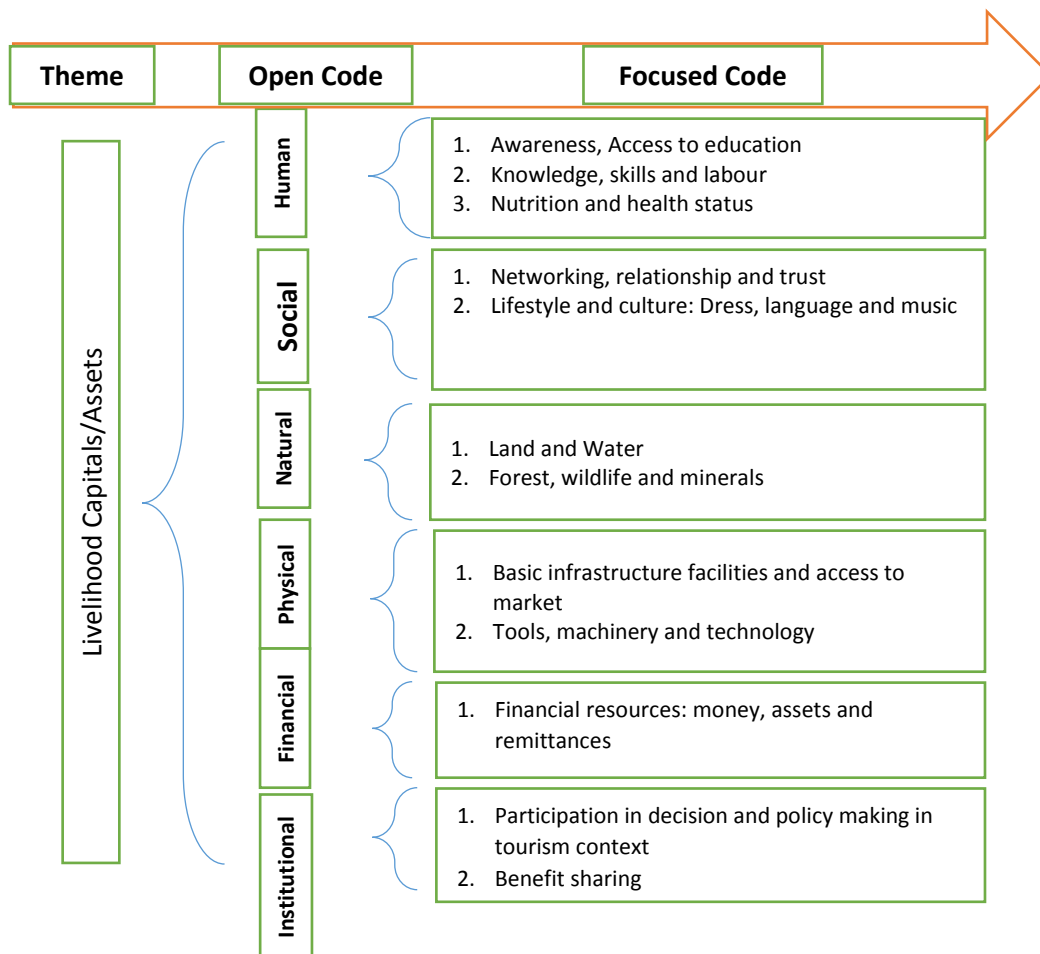 Theme
Open Code
Focused Code
Livelihood Capitals/Assets
Human
1. Awareness, Access to education
2. Knowledge, skills and labour
3. Nutrition and health status
Social
1. Networking, relationship and trust
2. Lifestyle and culture: Dress, language and music
Natural
1. Land and Water
2. Forest, wildlife and minerals
Physical
1. Basic infrastructure facilities and access to
market
2. Tools, machinery and technology
Financial
1. Financial resources: money, assets and
remittances
Institutional
1. Participation in decision and policy making in
tourism context
2. Benefit sharing